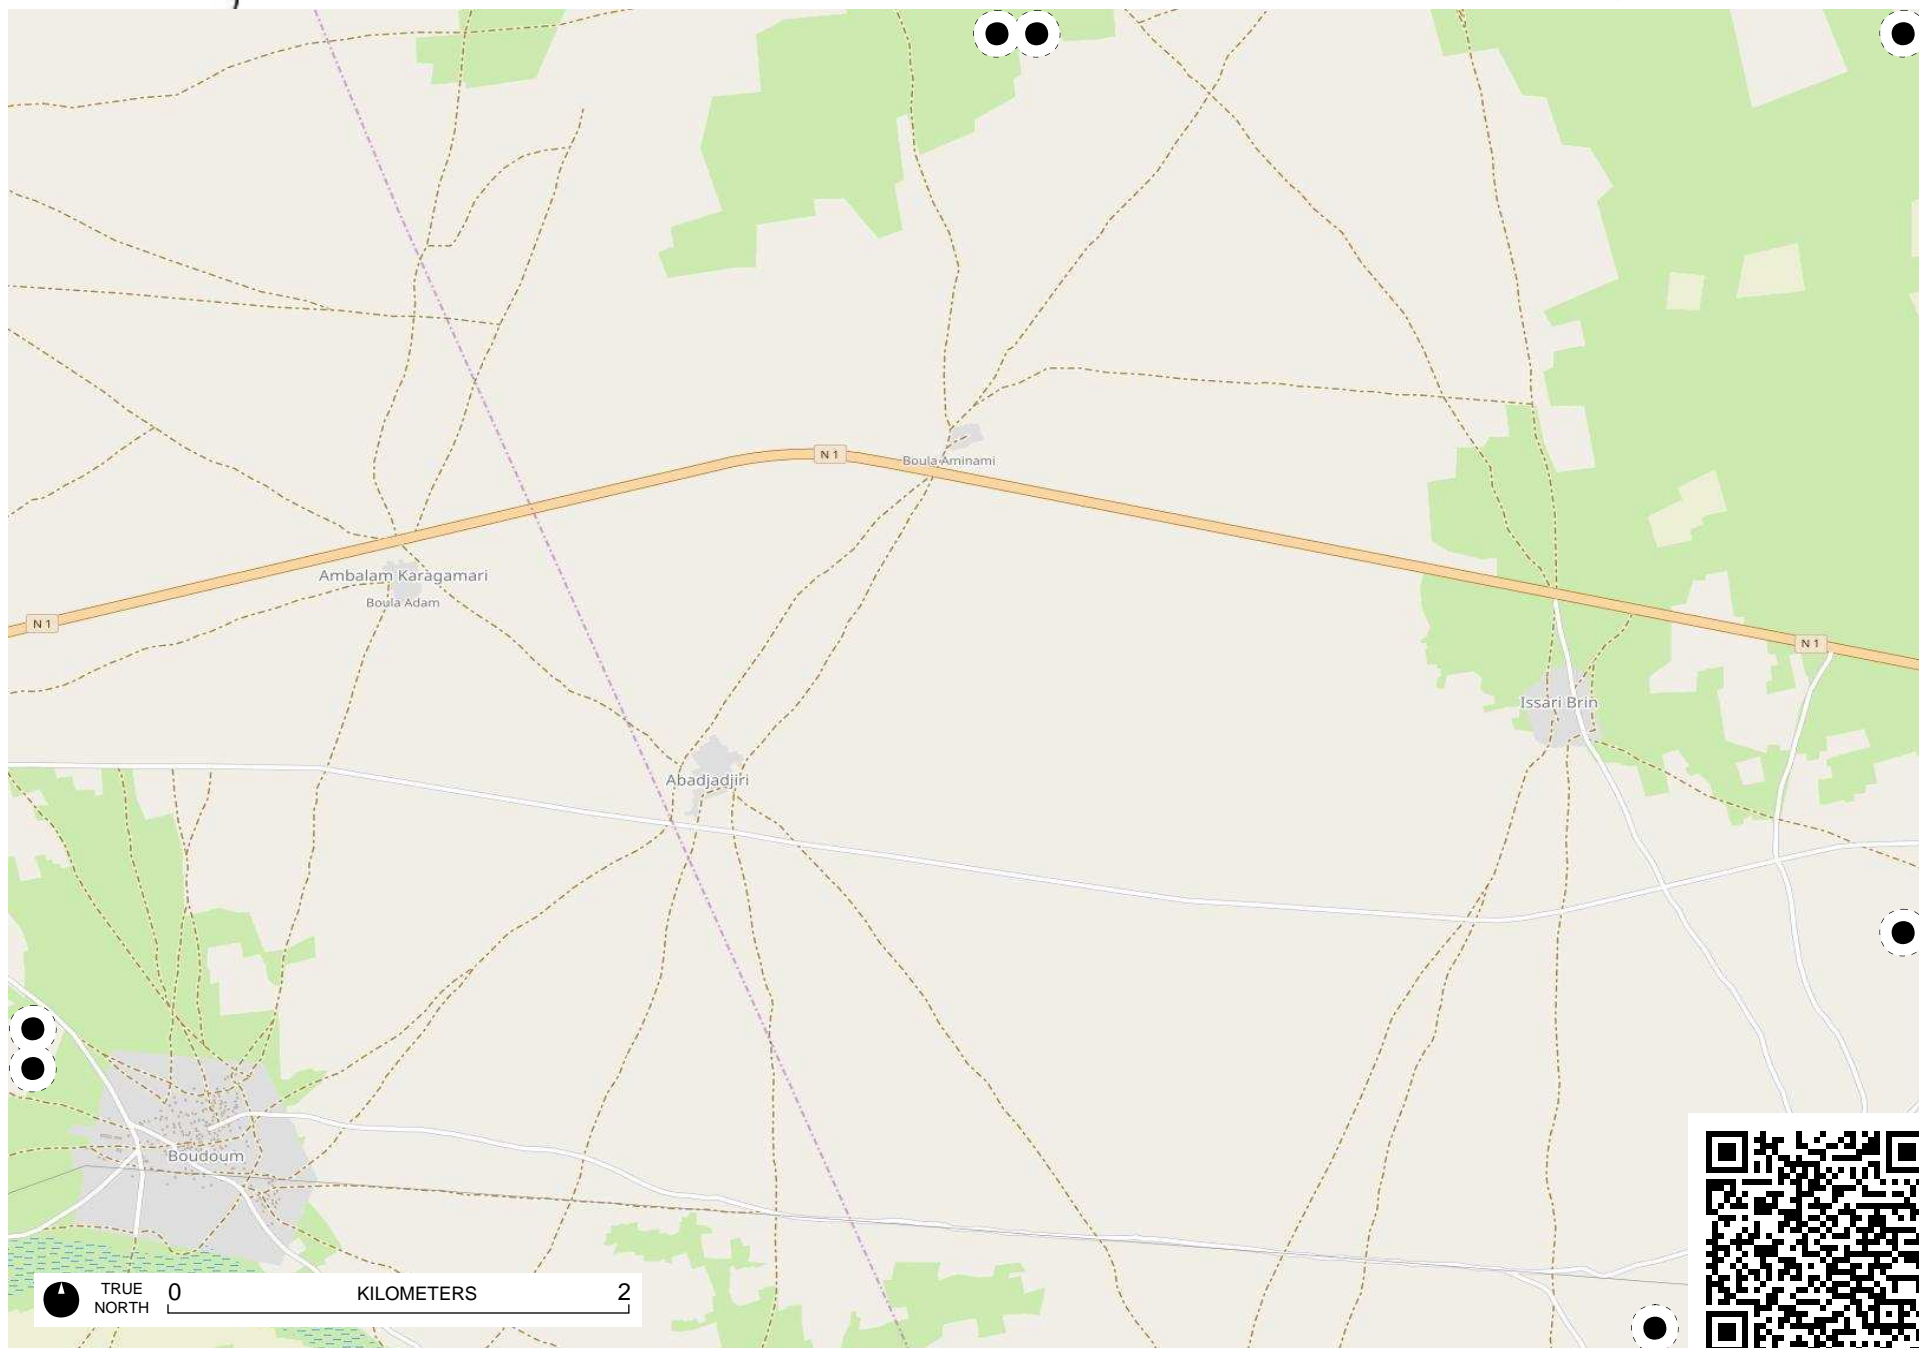 N 1
Boula Aminami
Ambalam Karagamari
Boula Adam
N 1
N 1
Issari Brin
Abadjadjiri
Boudoum
TRUE
NORTH
0 KILOMETERS 2